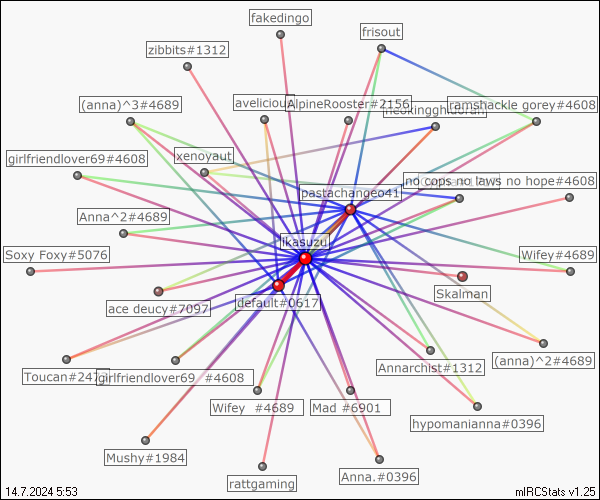 fakedingo
frisout
zibbits#1312
(anna)^3#4689
avelicious
AlpineRooster#2156
ramshackle gorey#4608
girlfriendlover69#4608
xenoyaut
pastachangeo41
no cops no laws no hope#4608
Anna^2#4689
ikasuzu
Soxy Foxy#5076
Wifey#4689
Skalman
ace deucy#7097
default#0617
(anna)^2#4689
Annarchist#1312
Toucan#247
girlfriendlover69 #4608
Wifey #4689
Mad #6901
hypomanianna#0396
Mushy#1984
rattgaming
Anna.#0396
14.7.2024 5:53
mIRCStats v1.25